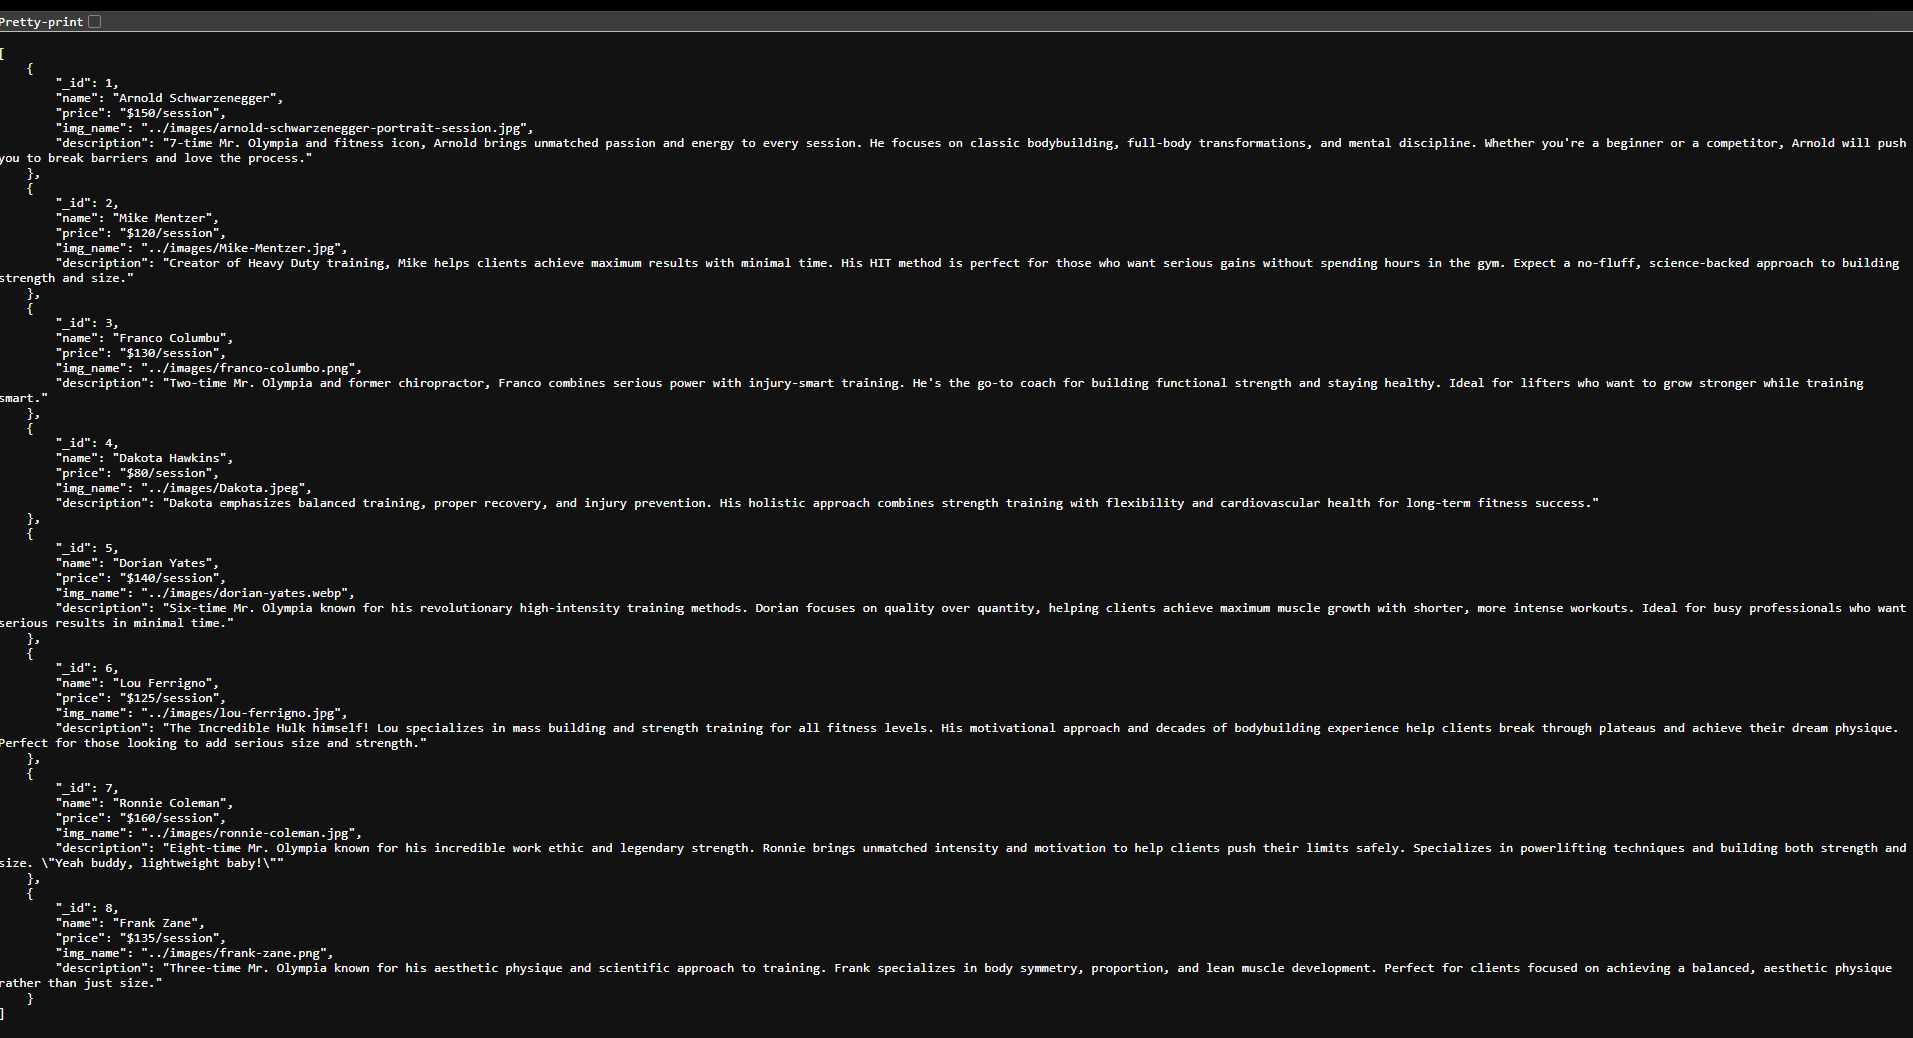 Pretty-print
[
    {
        "_id": 1,
        "name": "Arnold Schwarzenegger",
        "price": "$150/session",
        "img_name": "../images/arnold-schwarzenegger-portrait-session.jpg",
        "description": "7-time Mr. Olympia and fitness icon, Arnold brings unmatched passion and energy to every session. He focuses on classic bodybuilding, full-body transformations, and mental discipline. Whether you're a beginner or a competitor, Arnold will push
you to break barriers and love the process."
    },
    {
        "_id": 2,
        "name": "Mike Mentzer",
        "price": "$120/session",
        "img_name": "../images/Mike-Mentzer.jpg",
        "description": "Creator of Heavy Duty training, Mike helps clients achieve maximum results with minimal time. His HIT method is perfect for those who want serious gains without spending hours in the gym. Expect a no-fluff, science-backed approach to building
strength and size."
    },
    {
        "_id": 3,
        "name": "Franco Columbu",
        "price": "$130/session",
        "img_name": "../images/franco-columbo.png",
        "description": "Two-time Mr. Olympia and former chiropractor, Franco combines serious power with injury-smart training. He's the go-to coach for building functional strength and staying healthy. Ideal for lifters who want to grow stronger while training
smart."
    },
    {
        "_id": 4,
        "name": "Dakota Hawkins",
        "price": "$80/session",
        "img_name": "../images/Dakota.jpeg",
        "description": "Dakota emphasizes balanced training, proper recovery, and injury prevention. His holistic approach combines strength training with flexibility and cardiovascular health for long-term fitness success."
    },
    {
        "_id": 5,
        "name": "Dorian Yates",
        "price": "$140/session",
        "img_name": "../images/dorian-yates.webp",
        "description": "Six-time Mr. Olympia known for his revolutionary high-intensity training methods. Dorian focuses on quality over quantity, helping clients achieve maximum muscle growth with shorter, more intense workouts. Ideal for busy professionals who want
serious results in minimal time."
    },
    {
        "_id": 6,
        "name": "Lou Ferrigno",
        "price": "$125/session",
        "img_name": "../images/lou-ferrigno.jpg",
        "description": "The Incredible Hulk himself! Lou specializes in mass building and strength training for all fitness levels. His motivational approach and decades of bodybuilding experience help clients break through plateaus and achieve their dream physique.
Perfect for those looking to add serious size and strength."
    },
    {
        "_id": 7,
        "name": "Ronnie Coleman",
        "price": "$160/session",
        "img_name": "../images/ronnie-coleman.jpg",
        "description": "Eight-time Mr. Olympia known for his incredible work ethic and legendary strength. Ronnie brings unmatched intensity and motivation to help clients push their limits safely. Specializes in powerlifting techniques and building both strength and
size. \"Yeah buddy, lightweight baby!\""
    },
    {
        "_id": 8,
        "name": "Frank Zane",
        "price": "$135/session",
        "img_name": "../images/frank-zane.png",
        "description": "Three-time Mr. Olympia known for his aesthetic physique and scientific approach to training. Frank specializes in body symmetry, proportion, and lean muscle development. Perfect for clients focused on achieving a balanced, aesthetic physique
rather than just size."
    }
]